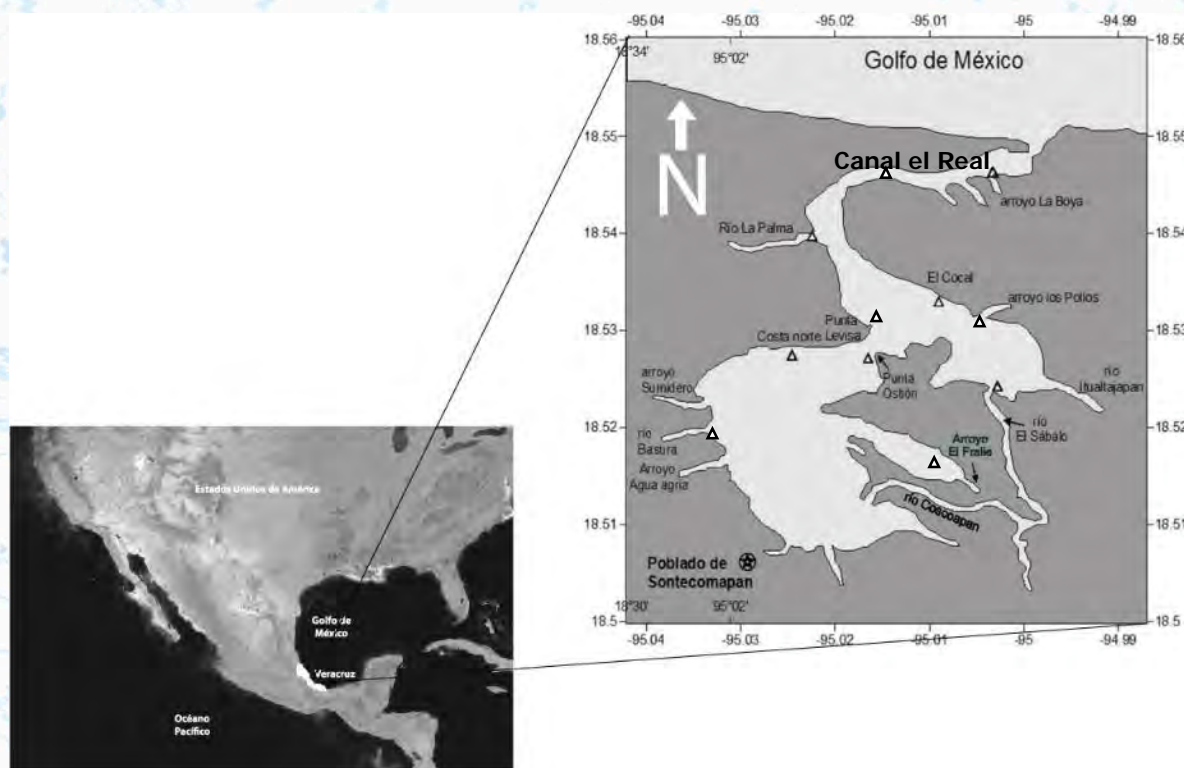 -95.04 -95.03 -95.02 -95.01 -95 -94.99
18.56 18.56
18°34'
95°02'
Golfo de México
18.55 18.55
N
Canal el Real
arroyo La Boya
Río La Palma
18.54 18.54
El Cocal
arroyo los Pollos
18.53 18.53
Punta
Levisa
Costa norte
arroyo
Sumidero
Punta
Ostión
río
18.52 18.52
río
El Sábalo
río
Basura
Arroyo
El Fraile
Arroyo
Agua agria
río Coscoapan
18.51 18.51
Poblado de
Sontecomapan
18°30'
95°02'
18.5 18.5
-95.04 -95.03 -95.02 -95.01 -95 -94.99
Estados Unidos de América
Golfo de
México
Veracruz
Océano
Pacífico